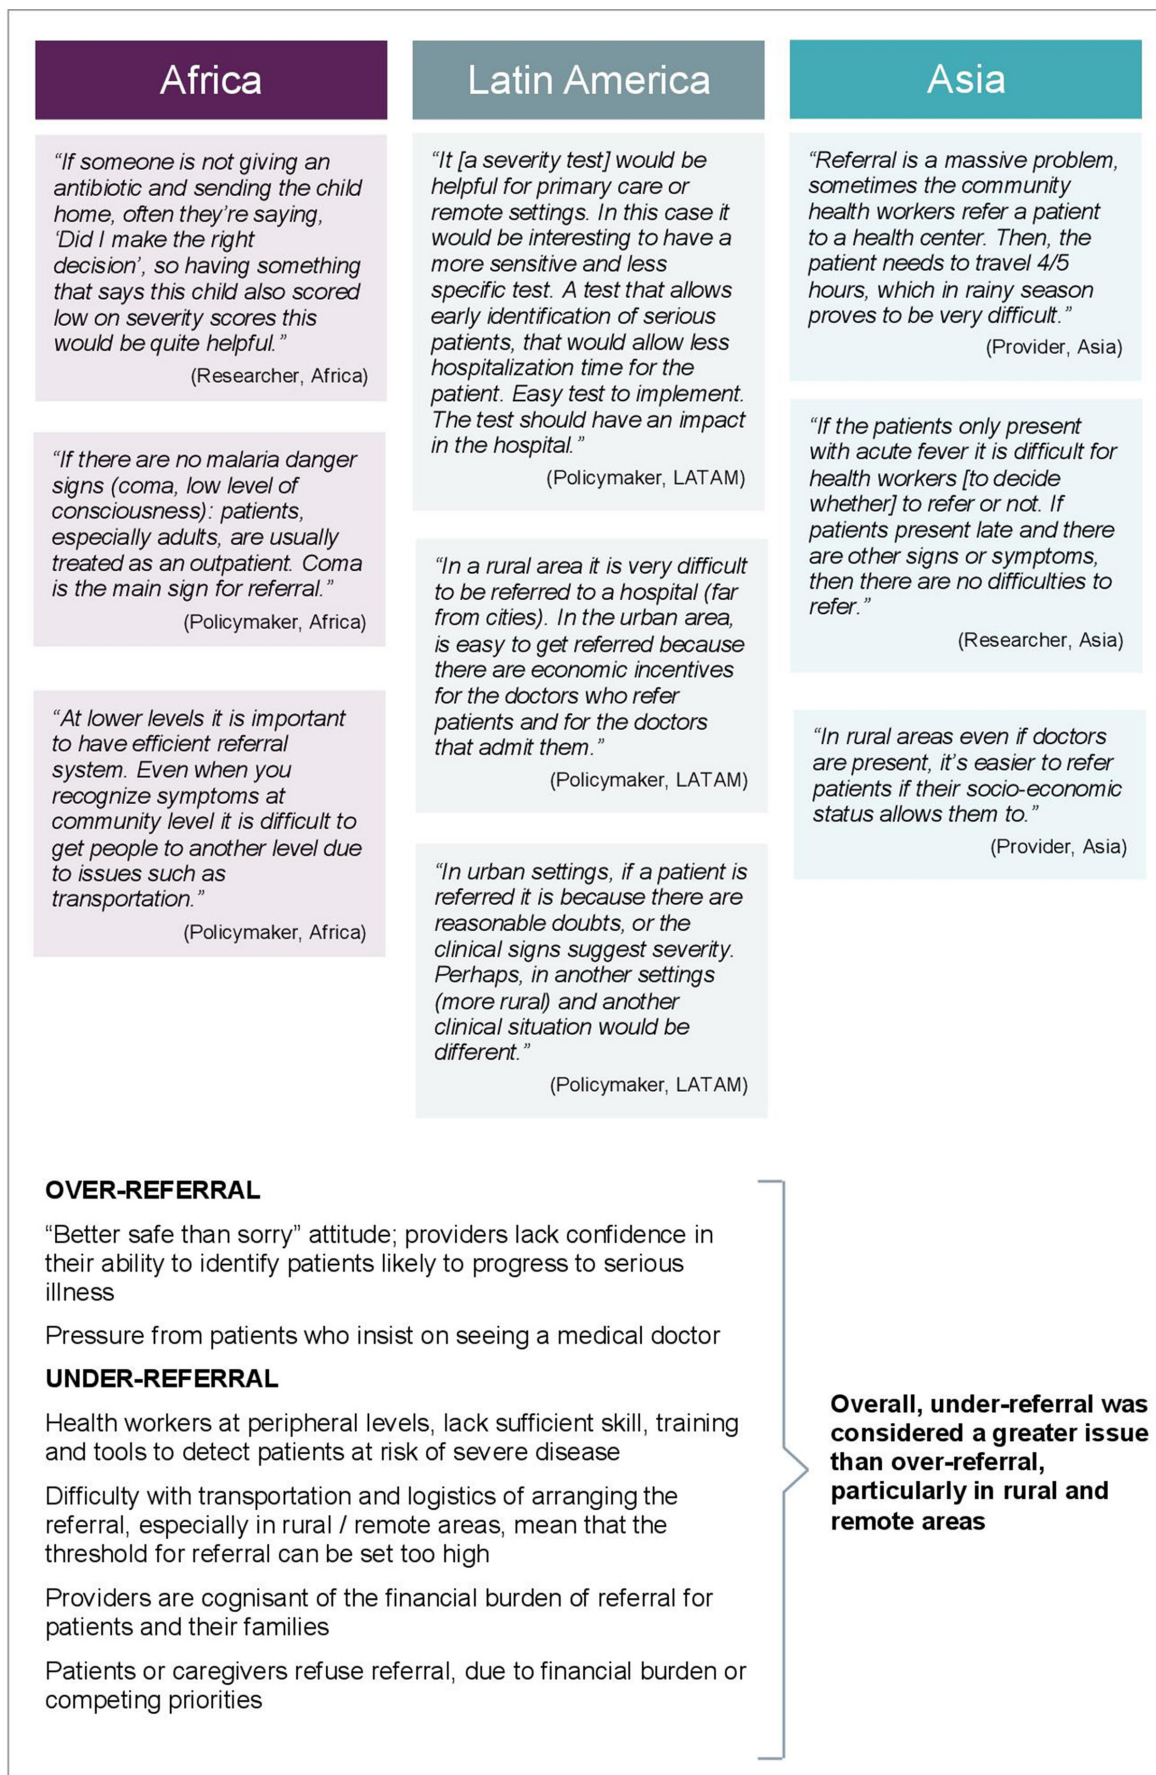 Africa
“If someone is not giving an
antibiotic and sending the child
home, often they’re saying,
‘Did I make the right
decision’, so having something
that says this child also scored
low on severity scores this
would be quite helpful.”
(Researcher, Africa)
“If there are no malaria danger
signs (coma, low level of
consciousness): patients,
especially adults, are usually
treated as an outpatient. Coma
is the main sign for referral.”
(Policymaker, Africa)
“At lower levels it is important
to have efficient referral
system. Even when you
recognize symptoms at
community level it is difficult to
get people to another level due
to issues such as
transportation.”
(Policymaker, Africa)
Latin America
“It [a severity test] would be
helpful for primary care or
remote settings. In this case it
would be interesting to have a
more sensitive and less
specific test. A test that allows
early identification of serious
patients, that would allow less
hospitalization time for the
patient. Easy test to implement.
The test should have an impact
in the hospital.”
(Policymaker, LATAM)
“In a rural area it is very difficult
to be referred to a hospital (far
from cities). In the urban area,
is easy to get referred because
there are economic incentives
for the doctors who refer
patients and for the doctors
that admit them.”
(Policymaker, LATAM)
“In urban settings, if a patient is
referred it is because there are
reasonable doubts, or the
clinical signs suggest severity.
Perhaps, in another settings
(more rural) and another
clinical situation would be
different.”
(Policymaker, LATAM)
Asia
“Referral is a massive problem,
sometimes the community
health workers refer a patient
to a health center. Then, the
patient needs to travel 4/5
hours, which in rainy season
proves to be very difficult.”
(Provider, Asia)
“If the patients only present
with acute fever it is difficult for
health workers [to decide
whether] to refer or not. If
patients present late and there
are other signs or symptoms,
then there are no difficulties to
refer.”
(Researcher, Asia)
“In rural areas even if doctors
are present, it’s easier to refer
patients if their socio-economic
status allows them to.”
(Provider, Asia)
OVER-REFERRAL
“Better safe than sorry” attitude; providers lack confidence in
their ability to identify patients likely to progress to serious
illness
Pressure from patients who insist on seeing a medical doctor
UNDER-REFERRAL
Health workers at peripheral levels, lack sufficient skill, training
and tools to detect patients at risk of severe disease
Difficulty with transportation and logistics of arranging the
referral, especially in rural / remote areas, mean that the
threshold for referral can be set too high
Providers are cognisant of the financial burden of referral for
patients and their families
Patients or caregivers refuse referral, due to financial burden or
competing priorities
Overall, under-referral was
considered a greater issue
than over-referral,
particularly in rural and
remote areas